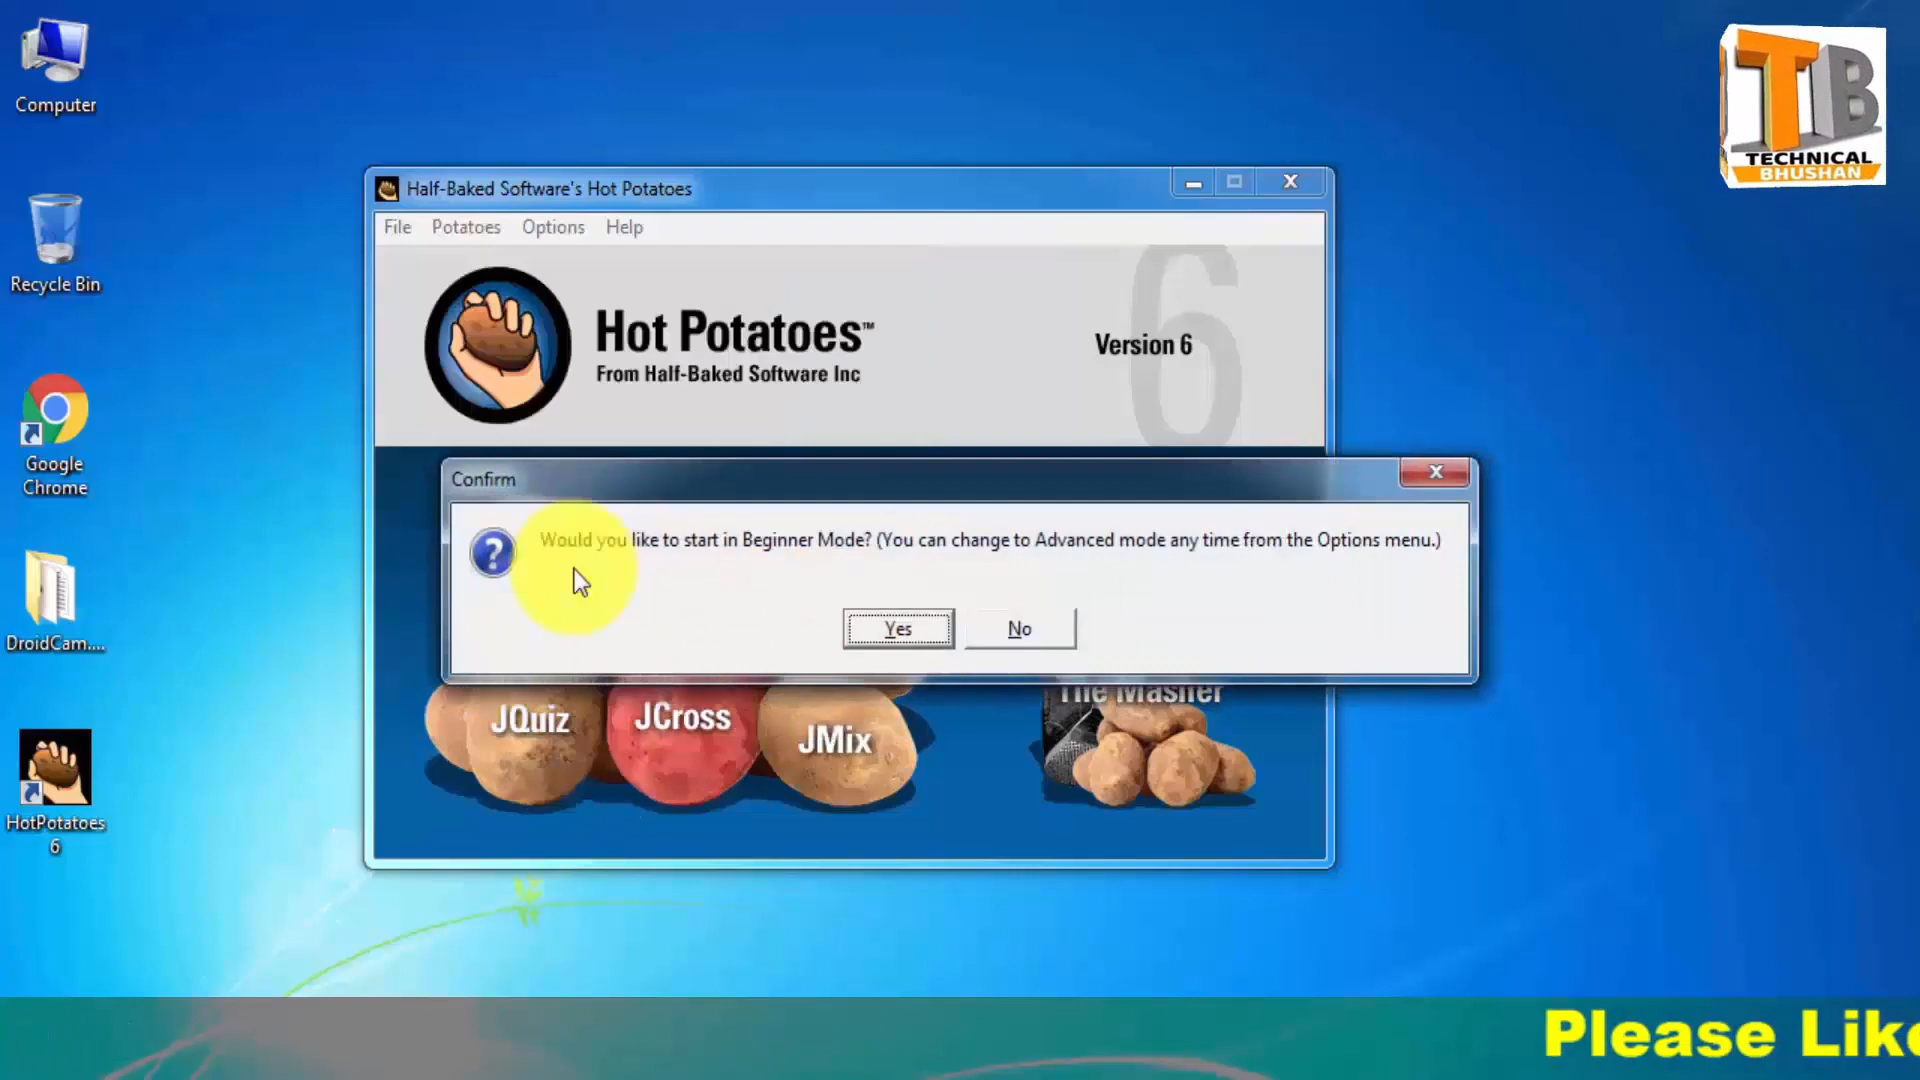 Computer
Recycle Bin
Google
Chrome
DroidCam....
HotPotatoes
6
Half-Baked Software's Hot Potatoes
File Potatoes Options Help
Hot Potatoes™
From Half-Baked Software Inc
6
Version 6
Confirm
Would you like to start in Beginner Mode? (You can change to Advanced mode any time from the Options menu.)
Yes No
JQuiz
JCross
JMix
The Masher
TB
TECHNICAL
BHUSHAN
Please Like